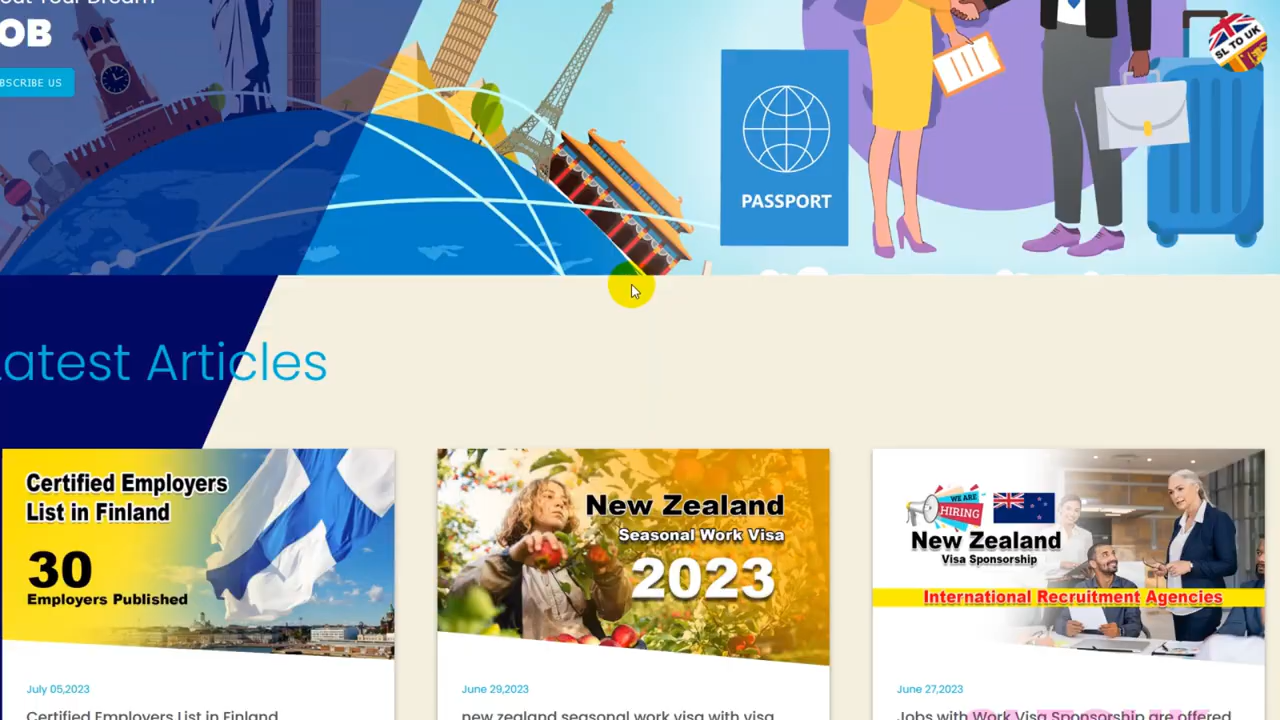 OB
BSCRIBE US
SL TO UK
PASSPORT
atest Articles
Certified Employers
List in Finland
30
Employers Published
New Zealand
Seasonal Work Visa
2023
WE ARE
HIRING
New Zealand
Visa Sponsorship
International Recruitment Agencies
July 05,2023
June 29,2023
June 27,2023
Certified Employers List in Finland
new zealand seasonal work visa with visa
Jobs with Work Visa Sponsorship are offered